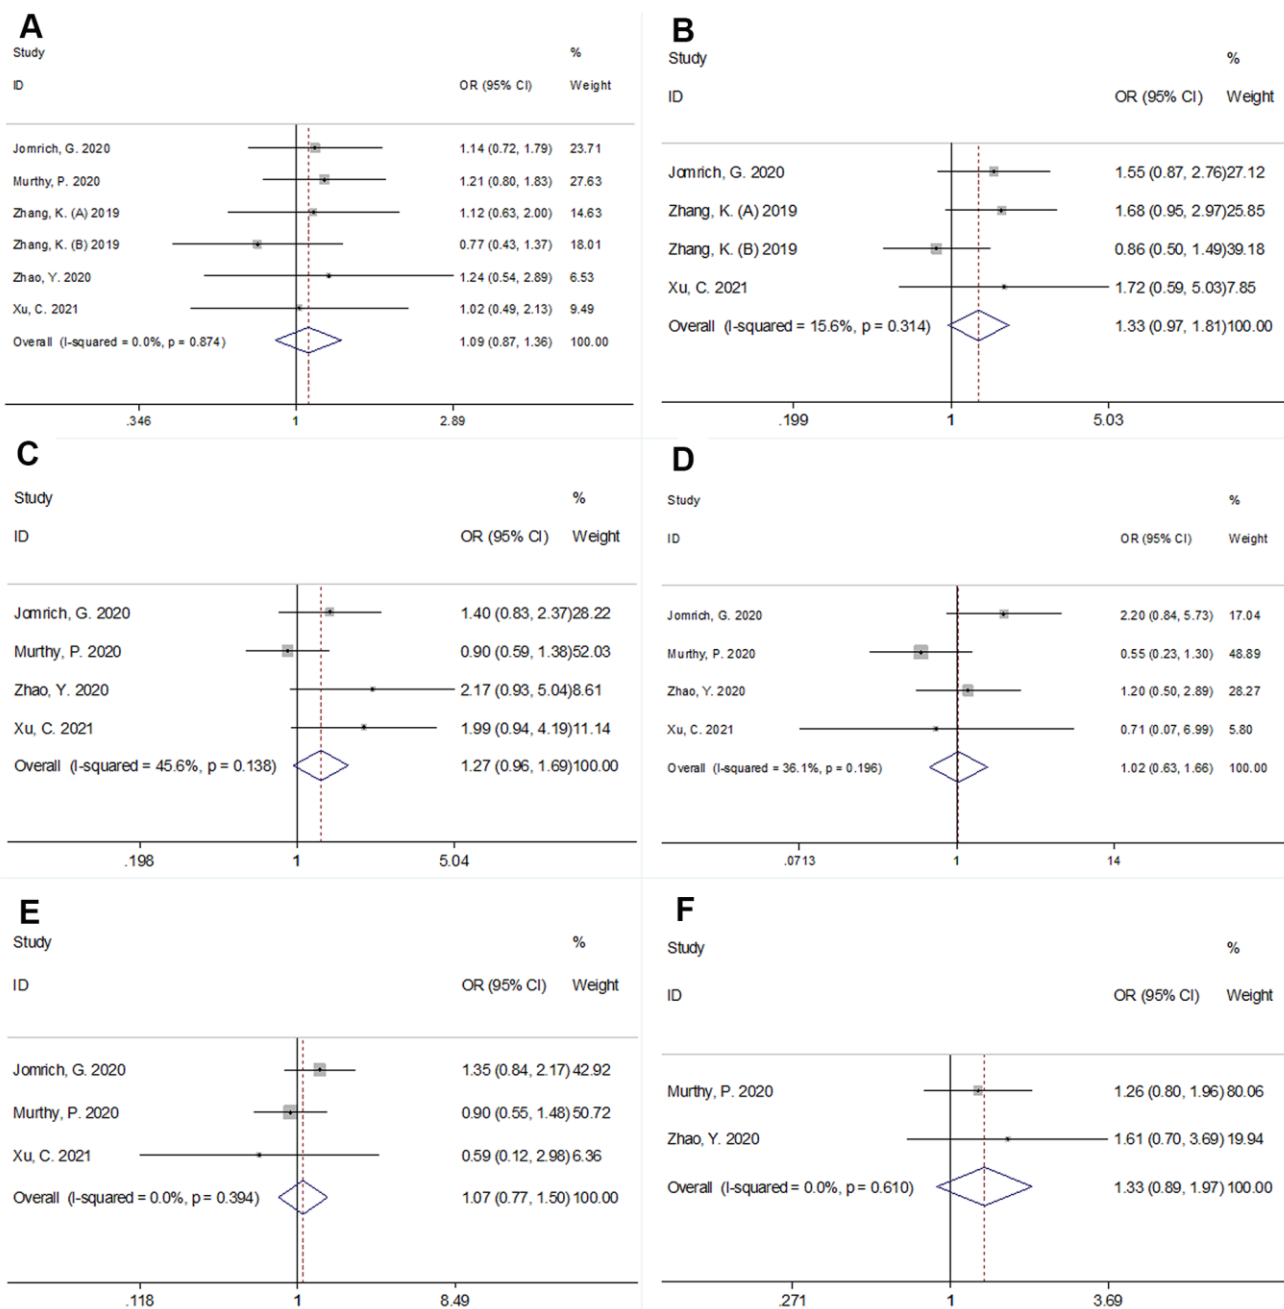 A
Study %
ID OR (95% CI) Weight
Jomrich, G. 2020 1.14 (0.72, 1.79) 23.71
Murthy, P. 2020 1.21 (0.80, 1.83) 27.63
Zhang, K. (A) 2019 1.12 (0.63, 2.00) 14.63
Zhang, K. (B) 2019 0.77 (0.43, 1.37) 18.01
Zhao, Y. 2020 1.24 (0.54, 2.89) 6.53
Xu, C. 2021 1.02 (0.49, 2.13) 9.49
Overall (I-squared = 0.0%, p = 0.874) 1.09 (0.87, 1.36) 100.00
.346 1 2.89
B
Study %
ID OR (95% CI) Weight
Jomrich, G. 2020 1.55 (0.87, 2.76)27.12
Zhang, K. (A) 2019 1.68 (0.95, 2.97)25.85
Zhang, K. (B) 2019 0.86 (0.50, 1.49)39.18
Xu, C. 2021 1.72 (0.59, 5.03)7.85
Overall (I-squared = 15.6%, p = 0.314) 1.33 (0.97, 1.81)100.00
.199 1 5.03
C
Study %
ID OR (95% CI) Weight
Jomrich, G. 2020 1.40 (0.83, 2.37)28.22
Murthy, P. 2020 0.90 (0.59, 1.38)52.03
Zhao, Y. 2020 2.17 (0.93, 5.04)8.61
Xu, C. 2021 1.99 (0.94, 4.19)11.14
Overall (I-squared = 45.6%, p = 0.138) 1.27 (0.96, 1.69)100.00
.198 1 5.04
D
Study %
ID OR (95% CI) Weight
Jomrich, G. 2020 2.20 (0.84, 5.73) 17.04
Murthy, P. 2020 0.55 (0.23, 1.30) 48.89
Zhao, Y. 2020 1.20 (0.50, 2.89) 28.27
Xu, C. 2021 0.71 (0.07, 6.99) 5.80
Overall (I-squared = 36.1%, p = 0.196) 1.02 (0.63, 1.66) 100.00
.0713 1 14
E
Study %
ID OR (95% CI) Weight
Jomrich, G. 2020 1.35 (0.84, 2.17)42.92
Murthy, P. 2020 0.90 (0.55, 1.48)50.72
Xu, C. 2021 0.59 (0.12, 2.98)6.36
Overall (I-squared = 0.0%, p = 0.394) 1.07 (0.77, 1.50)100.00
.118 1 8.49
F
Study %
ID OR (95% CI) Weight
Murthy, P. 2020 1.26 (0.80, 1.96)80.06
Zhao, Y. 2020 1.61 (0.70, 3.69)19.94
Overall (I-squared = 0.0%, p = 0.610) 1.33 (0.89, 1.97)100.00
.271 1 3.69